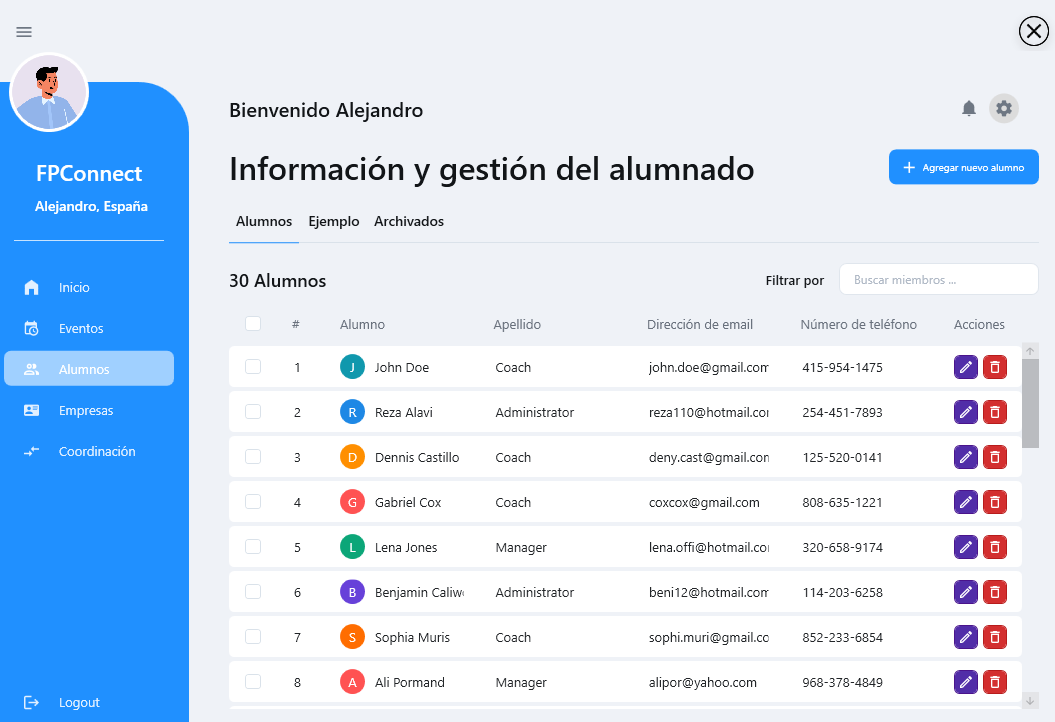 Bienvenido Alejandro
FPConnect
Alejandro, España
Inicio
Eventos
Alumnos
Empresas
Coordinación
Logout
Información y gestión del alumnado
Agregar nuevo alumno
Alumnos Ejemplo Archivados
30 Alumnos Filtrar por Buscar miembros ...
# Alumno Apellido Dirección de email Número de teléfono Acciones
1 J John Doe Coach john.doe@gmail.com 415-954-1475
2 R Reza Alavi Administrator reza110@hotmail.co 254-451-7893
3 D Dennis Castillo Coach deny.cast@gmail.com 125-520-0141
4 G Gabriel Cox Coach coxcox@gmail.com 808-635-1221
5 L Lena Jones Manager lena.offi@hotmail.co 320-658-9174
6 B Benjamin Caliw Administrator beni12@hotmail.com 114-203-6258
7 S Sophia Muris Coach sophi.muri@gmail.co 852-233-6854
8 A Ali Pormand Manager alipor@yahoo.com 968-378-4849